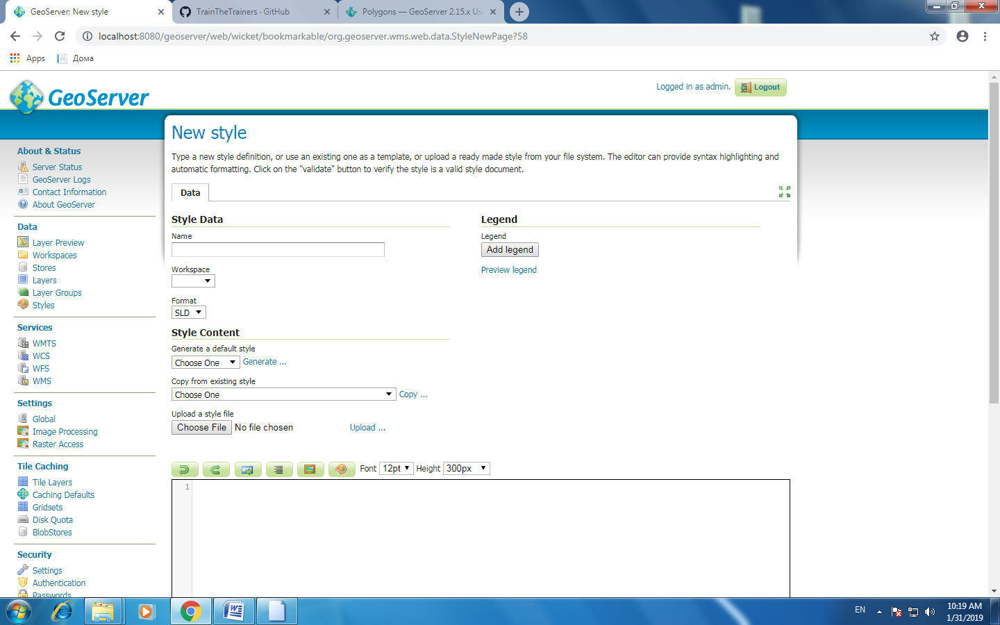 GeoServer: New style
TrainTheTrainers · GitHub
Polygons — GeoServer 2.15.x Use
localhost:8080/geoserver/web/wicket/bookmarkable/org.geoserver.wms.web.data.StyleNewPage?58
Apps
Дома
GeoServer
Logged in as admin.
Logout
About & Status
Server Status
GeoServer Logs
Contact Information
About GeoServer
Data
Layer Preview
Workspaces
Stores
Layers
Layer Groups
Styles
Services
WMTS
WCS
WFS
WMS
Settings
Global
Image Processing
Raster Access
Tile Caching
Tile Layers
Caching Defaults
Gridsets
Disk Quota
BlobStores
Security
Settings
Authentication
Passwords
New style
Type a new style definition, or use an existing one as a template, or upload a ready made style from your file system. The editor can provide syntax highlighting and
automatic formatting. Click on the "validate" button to verify the style is a valid style document.
Data
Style Data
Name
Workspace
Format
SLD
Style Content
Generate a default style
Choose One
Generate ...
Copy from existing style
Choose One
Copy ...
Upload a style file
Choose File
No file chosen
Upload ...
Legend
Legend
Add legend
Preview legend
Font
12pt
Height
300px
1
EN
10:19 AM
1/31/2019